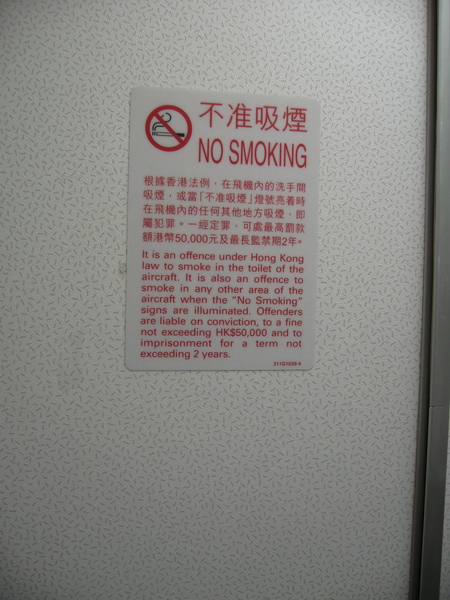 不准吸煙
NO SMOKING
根據香港法例，在飛機內的洗手間
吸煙，或當「不准吸煙」燈號亮着時
在飛機內的任何其他地方吸煙，即
屬犯罪。一經定罪，可處最高罰款
額港幣50,000元及最長監禁期2年。
It is an offence under Hong Kong
law to smoke in the toilet of the
aircraft. It is also an offence to
smoke in any other area of the
aircraft when the "No Smoking"
signs are illuminated. Offenders
are liable on conviction, to a fine
not exceeding HK$50,000 and to
imprisonment for a term not
exceeding 2 years.